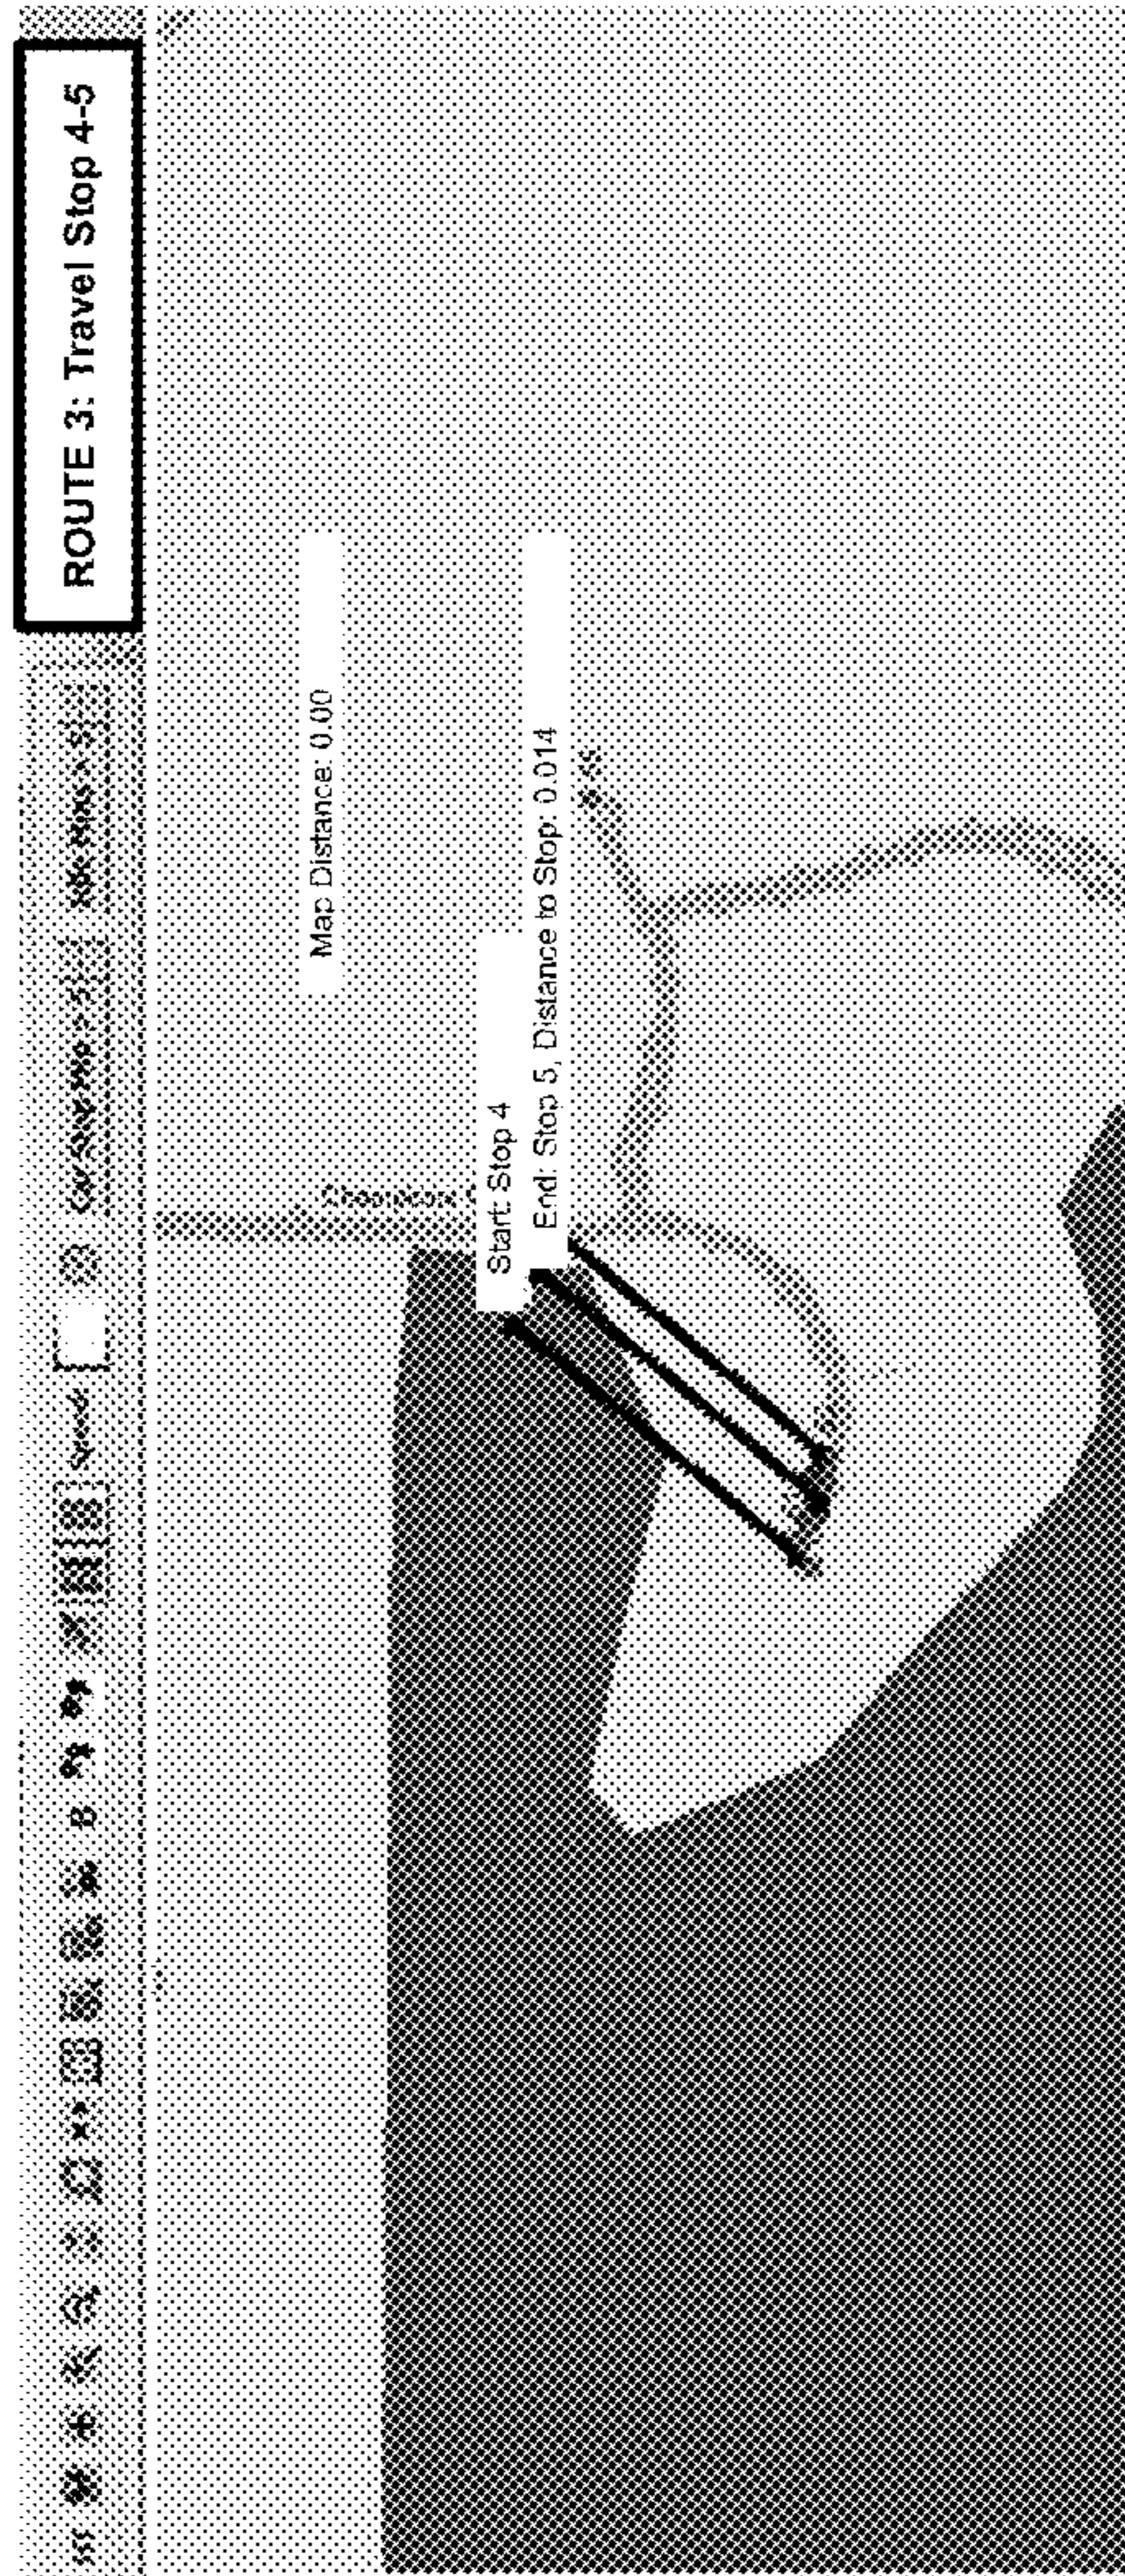 Speed
ROUTE 3: Travel Stop 4-5
Map Distance: 0.00
Start: Stop 4
End: Stop 5, Distance to Stop: 0.014